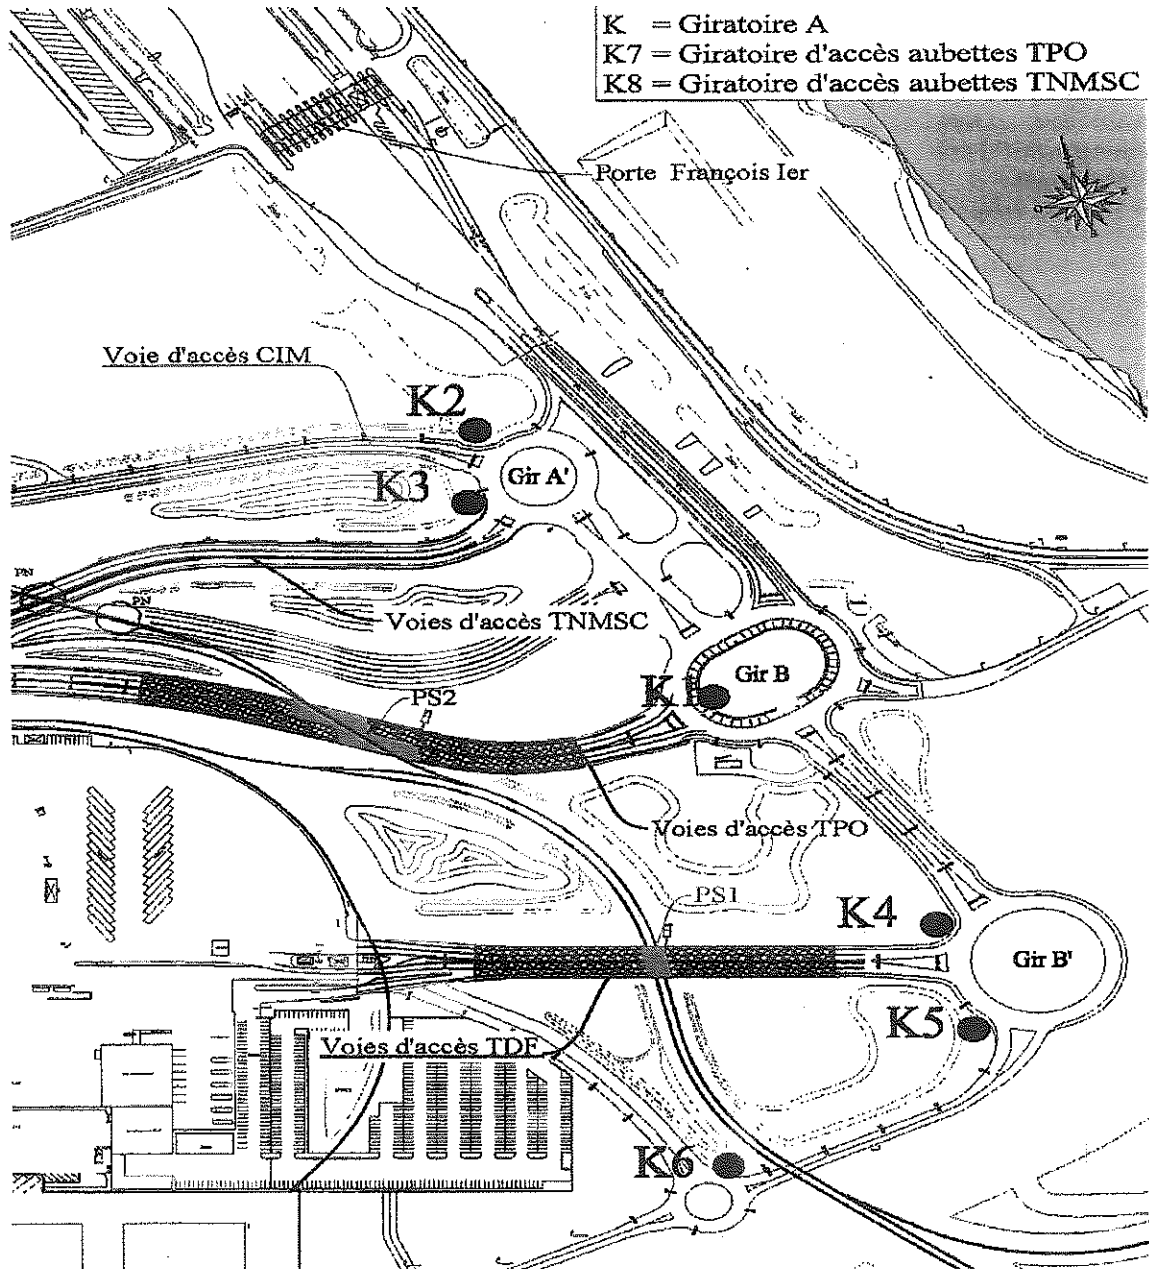 K = Giratoire A
K7 = Giratoire d'accès aubettes TPO
K8 = Giratoire d'accès aubettes TNMSC
Porte François Ier
Voie d'accès CIM
K2
Gir A'
K3
PN
PN
Voies d'accès TNMSC
Gir B
K1
PS2
Voies d'accès TPO
PS1
K4
Gir B'
K5
Voies d'accès TDF
K6